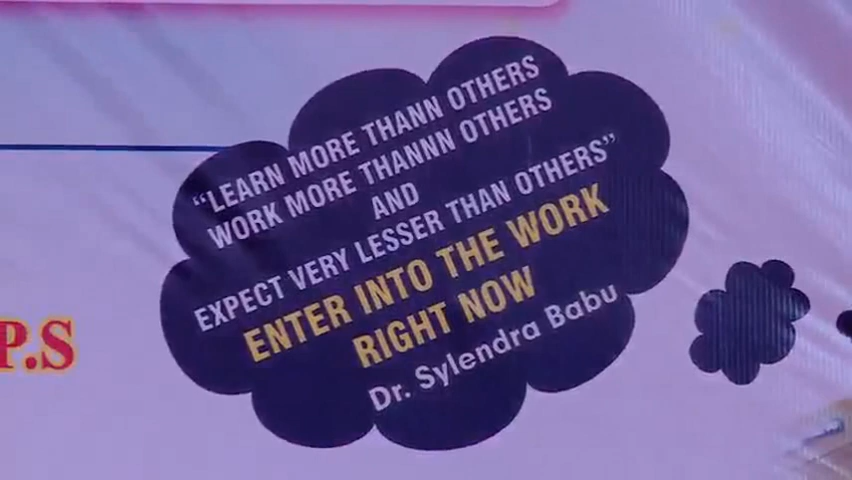 “LEARN MORE THANN OTHERS
WORK MORE THANNN OTHERS
AND
EXPECT VERY LESSER THAN OTHERS”
ENTER INTO THE WORK
RIGHT NOW
Dr. Sylendra Babu
P.S